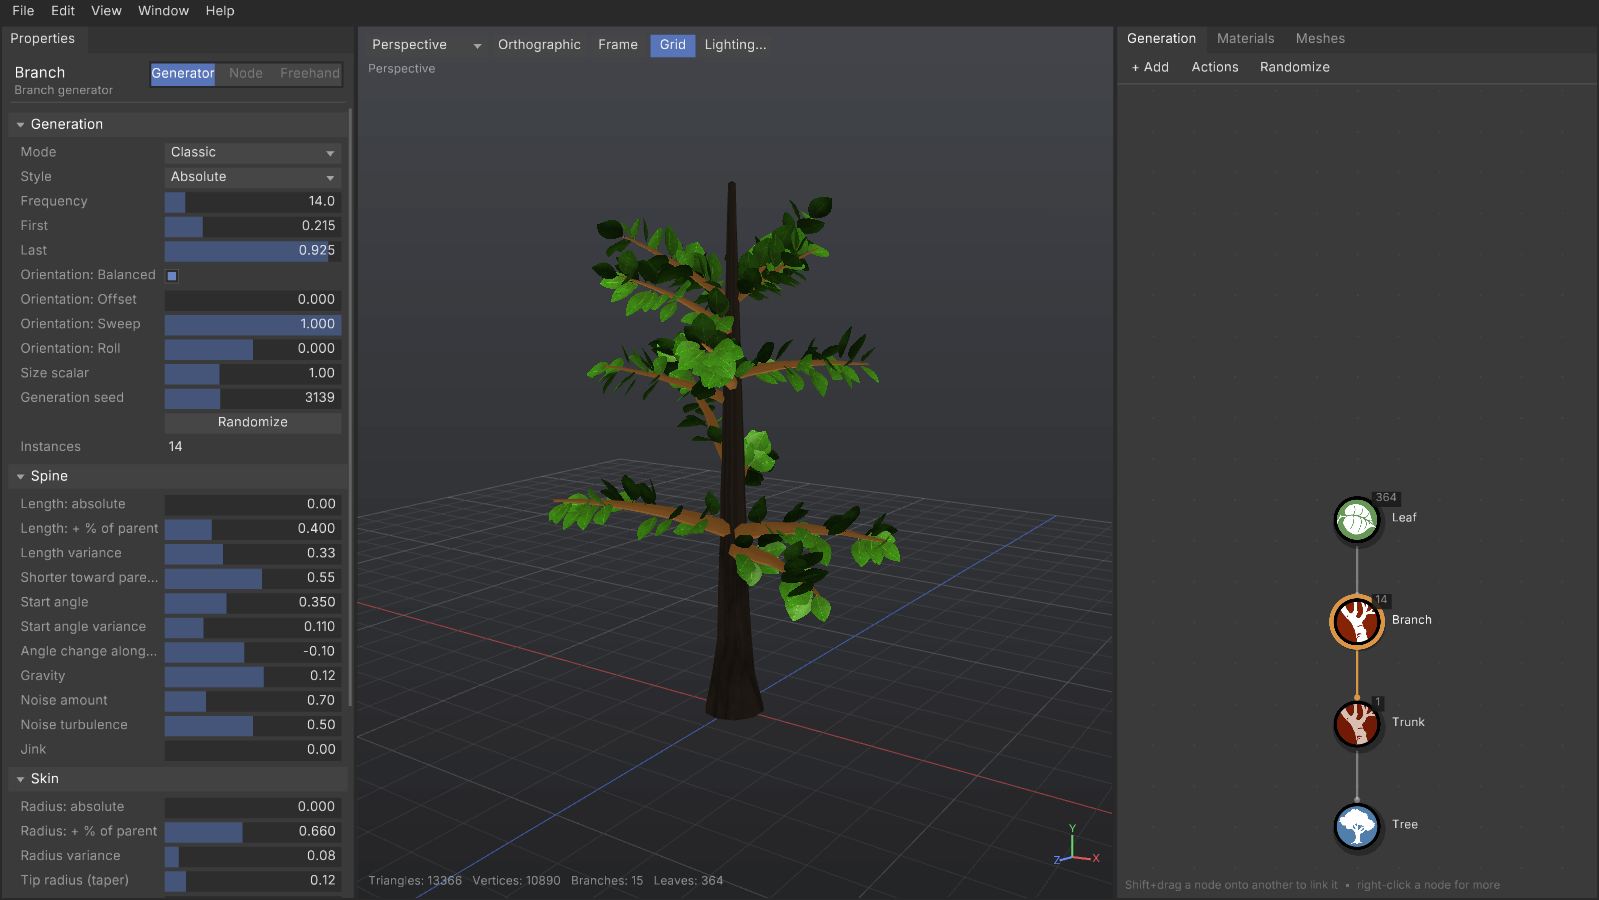 File Edit View Window Help
Properties
Branch
Branch generator
Generator Node Freehand
Generation
Mode Classic
Style Absolute
Frequency 14.0
First 0.215
Last 0.925
Orientation: Balanced
Orientation: Offset 0.000
Orientation: Sweep 1.000
Orientation: Roll 0.000
Size scalar 1.00
Generation seed 3139
Randomize
Instances 14
Spine
Length: absolute 0.00
Length: + % of parent 0.400
Length variance 0.33
Shorter toward pare... 0.55
Start angle 0.350
Start angle variance 0.110
Angle change along... -0.10
Gravity 0.12
Noise amount 0.70
Noise turbulence 0.50
Jink 0.00
Skin
Radius: absolute 0.000
Radius: + % of parent 0.660
Radius variance 0.08
Tip radius (taper) 0.12
Perspective Orthographic Frame Grid Lighting...
Perspective
Y
Z X
Triangles: 13366 Vertices: 10890 Branches: 15 Leaves: 364
Generation Materials Meshes
+ Add Actions Randomize
364
Leaf
14
Branch
1
Trunk
Tree
Shift+drag a node onto another to link it • right-click a node for more